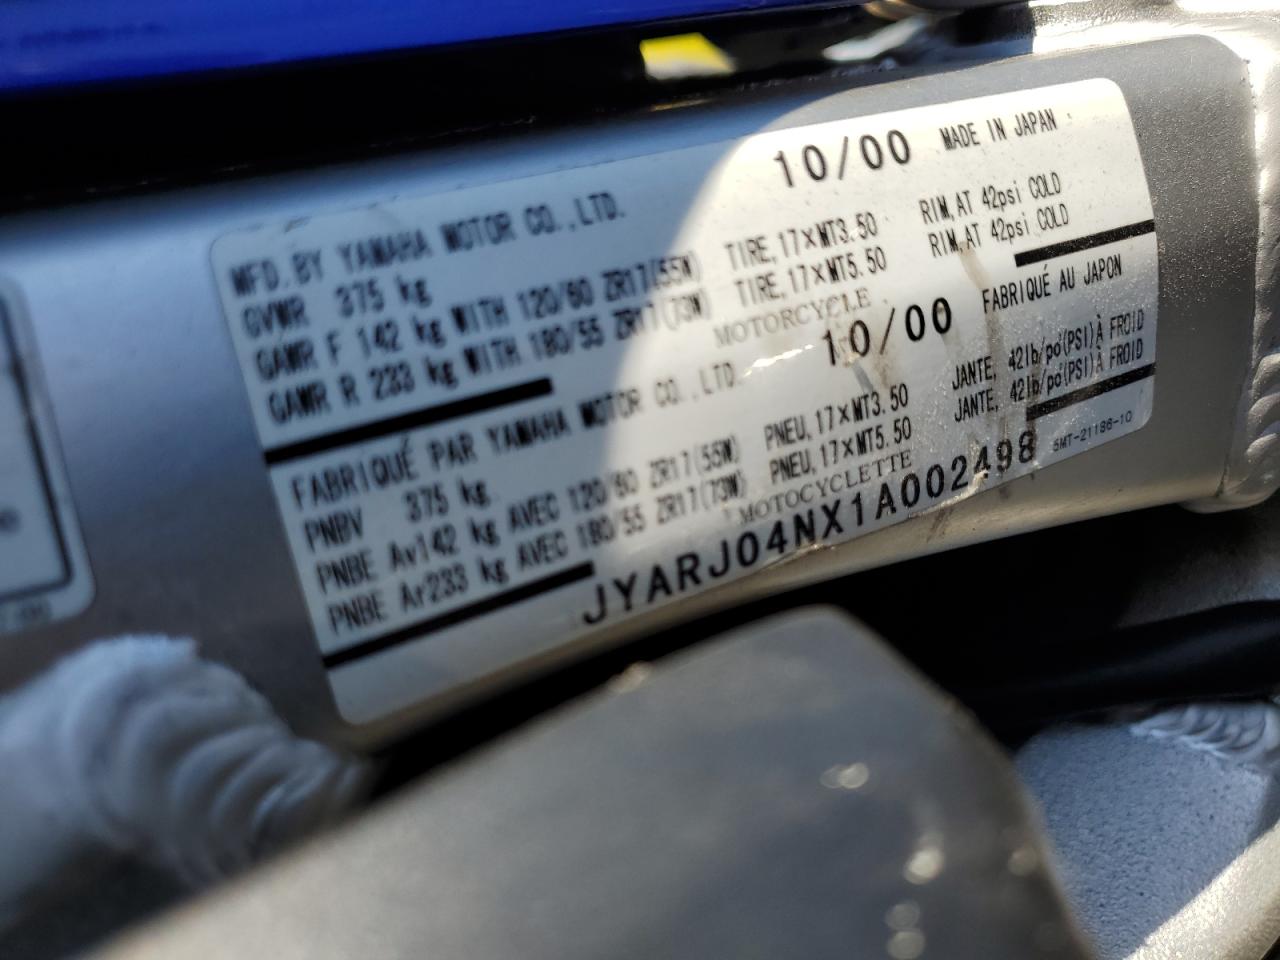 10/00 MADE IN JAPAN
MFD.BY YAMAHA MOTOR CO.,LTD.
GVWR 375 kg
GAWR F 142 kg WITH 120/60 ZR17(55W) TIRE,17×MT3.50 RIM,AT 42psi COLD
GAWR R 233 kg WITH 180/55 ZR17(73W) TIRE,17×MT5.50 RIM,AT 42psi COLD
MOTORCYCLE
10/00 FABRIQUÉ AU JAPON
FABRIQUÉ PAR YAMAHA MOTOR CO.,LTD.
PNBV 375 kg
PNBE Av142 kg AVEC 120/60 ZR17(55W) PNEU,17×MT3.50 JANTE, 42lb/po²(PSI)À FROID
PNBE Ar233 kg AVEC 180/55 ZR17(73W) PNEU,17×MT5.50 JANTE, 42lb/po²(PSI)À FROID
MOTOCYCLETTE
5MT-21186-10
JYARJ04NX1A002498